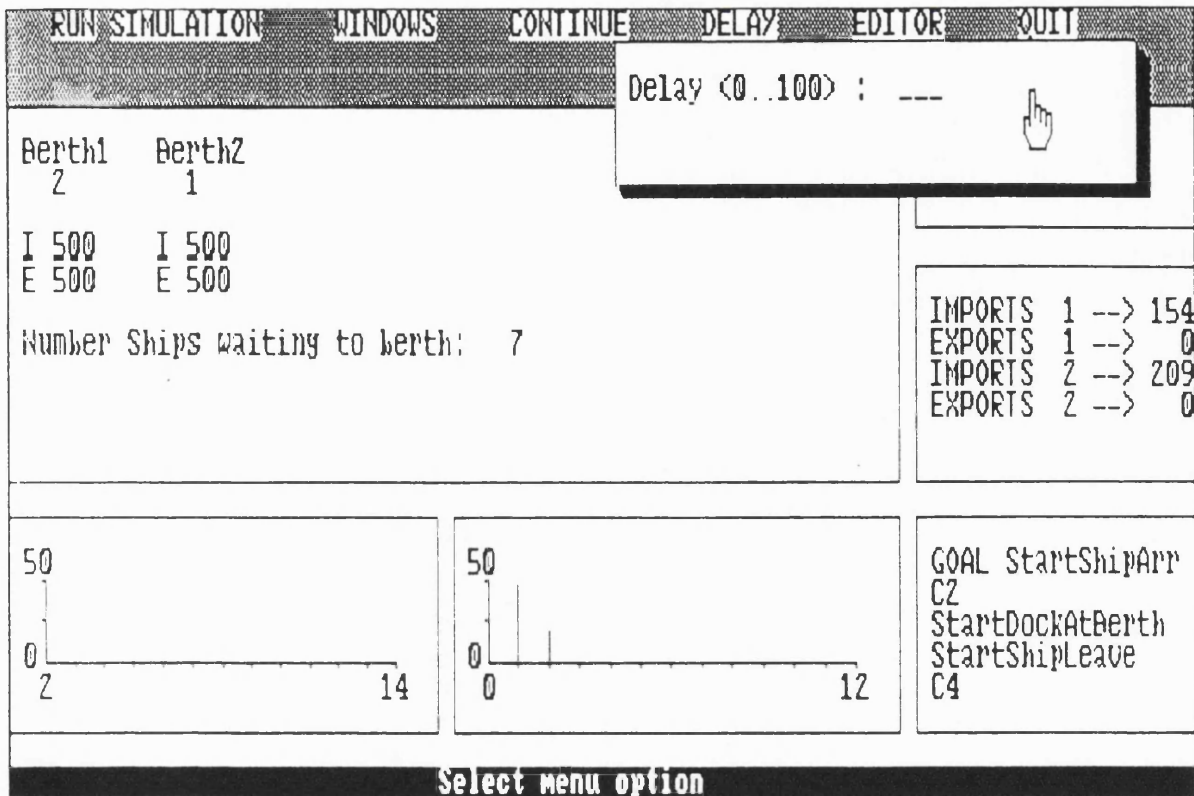 RUN SIMULATION WINDOWS CONTINUE DELAY EDITOR QUIT
Delay (0..100) : ___
Berth1 Berth2
2 1
I 500 I 500
E 500 E 500
Number Ships waiting to berth: 7
IMPORTS 1 --> 154
EXPORTS 1 --> 0
IMPORTS 2 --> 209
EXPORTS 2 --> 0
50
0
2 14
50
0
0 12
GOAL StartShipArr
C2
StartDockAtBerth
StartShipLeave
C4
Select menu option